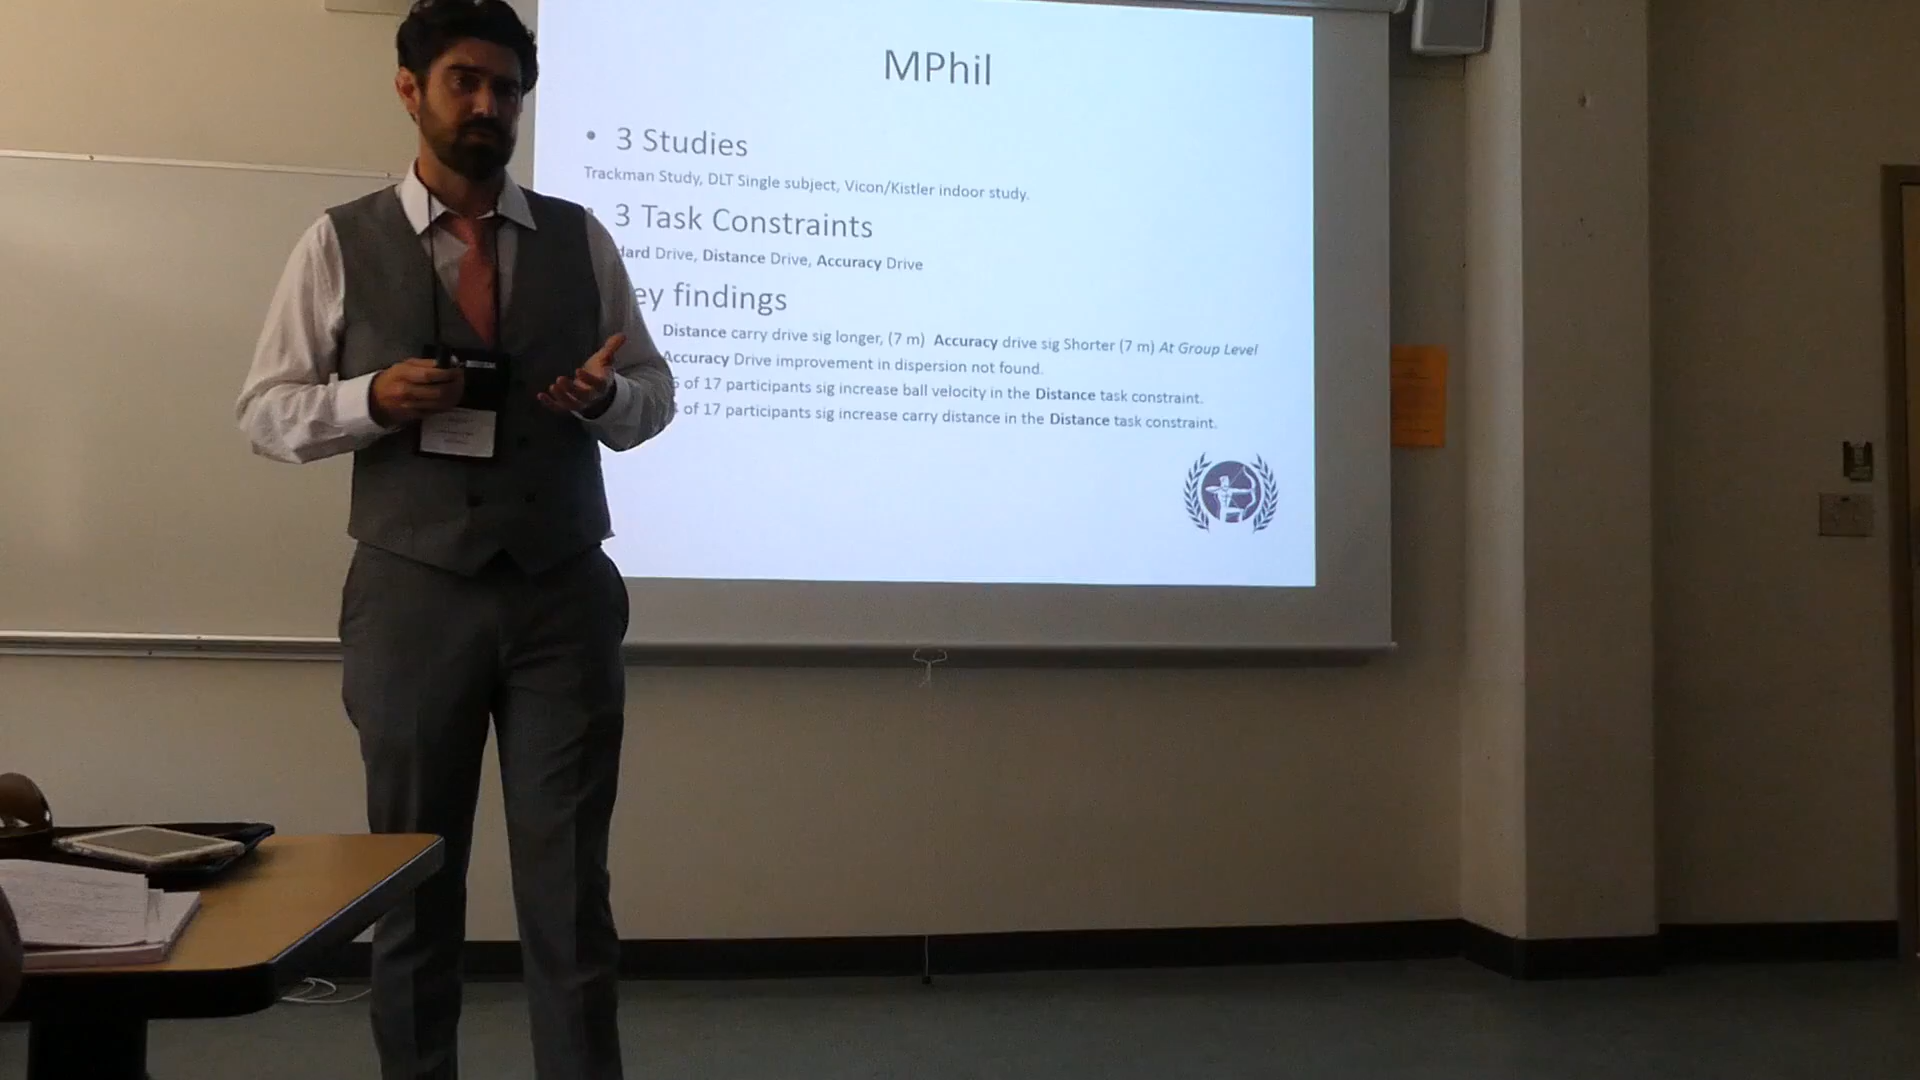 MPhil
• 3 Studies
Trackman Study, DLT Single subject, Vicon/Kistler indoor study.
3 Task Constraints
Drive, Distance Drive, Accuracy Drive
findings
Distance carry drive sig longer, (7 m) Accuracy drive sig Shorter (7 m) At Group Level
Accuracy Drive improvement in dispersion not found.
of 17 participants sig increase ball velocity in the Distance task constraint.
of 17 participants sig increase carry distance in the Distance task constraint.